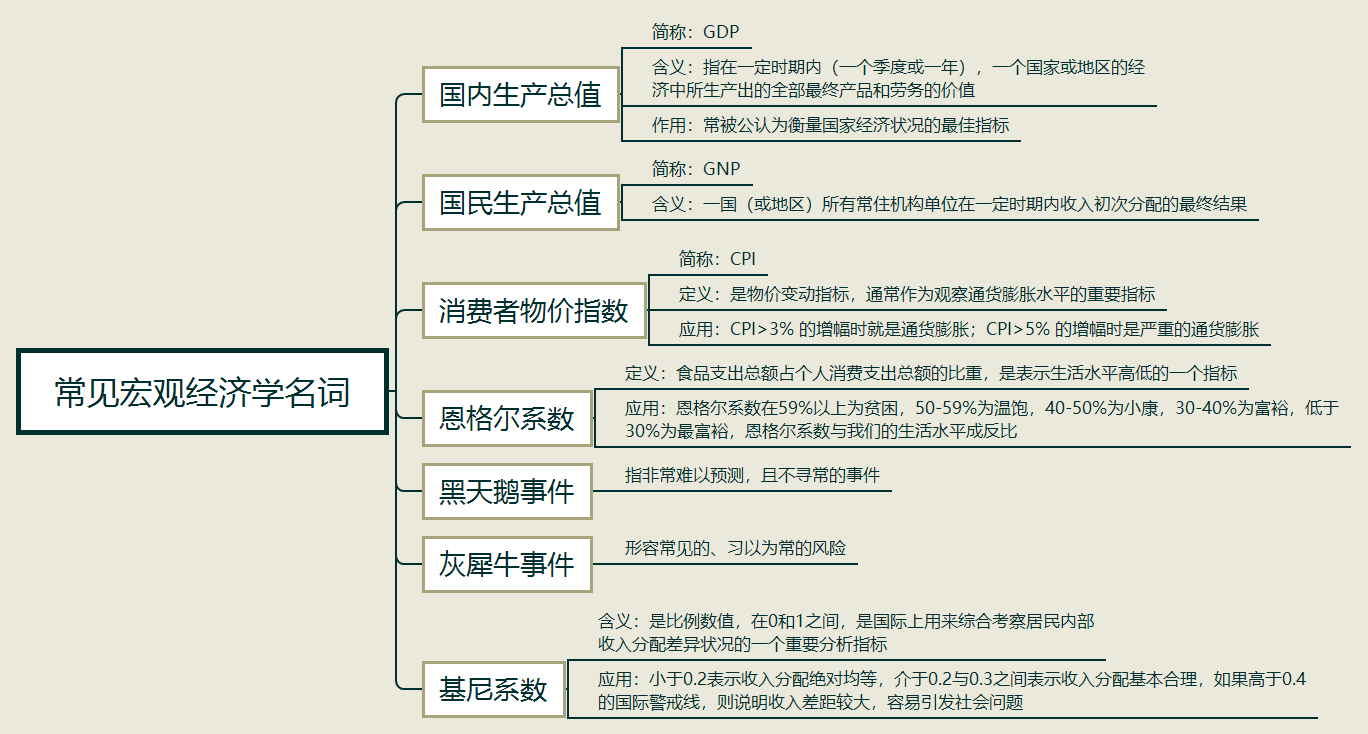 常见宏观经济学名词
国内生产总值
简称：GDP
含义：指在一定时期内（一个季度或一年），一个国家或地区的经
济中所生产出的全部最终产品和劳务的价值
作用：常被公认为衡量国家经济状况的最佳指标
国民生产总值
简称：GNP
含义：一国（或地区）所有常住机构单位在一定时期内收入初次分配的最终结果
消费者物价指数
简称：CPI
定义：是物价变动指标，通常作为观察通货膨胀水平的重要指标
应用：CPI>3% 的增幅时就是通货膨胀；CPI>5% 的增幅时是严重的通货膨胀
恩格尔系数
定义：食品支出总额占个人消费支出总额的比重，是表示生活水平高低的一个指标
应用：恩格尔系数在59%以上为贫困，50-59%为温饱，40-50%为小康，30-40%为富裕，低于
30%为最富裕，恩格尔系数与我们的生活水平成反比
黑天鹅事件
指非常难以预测，且不寻常的事件
灰犀牛事件
形容常见的、习以为常的风险
基尼系数
含义：是比例数值，在0和1之间，是国际上用来综合考察居民内部
收入分配差异状况的一个重要分析指标
应用：小于0.2表示收入分配绝对均等，介于0.2与0.3之间表示收入分配基本合理，如果高于0.4
的国际警戒线，则说明收入差距较大，容易引发社会问题